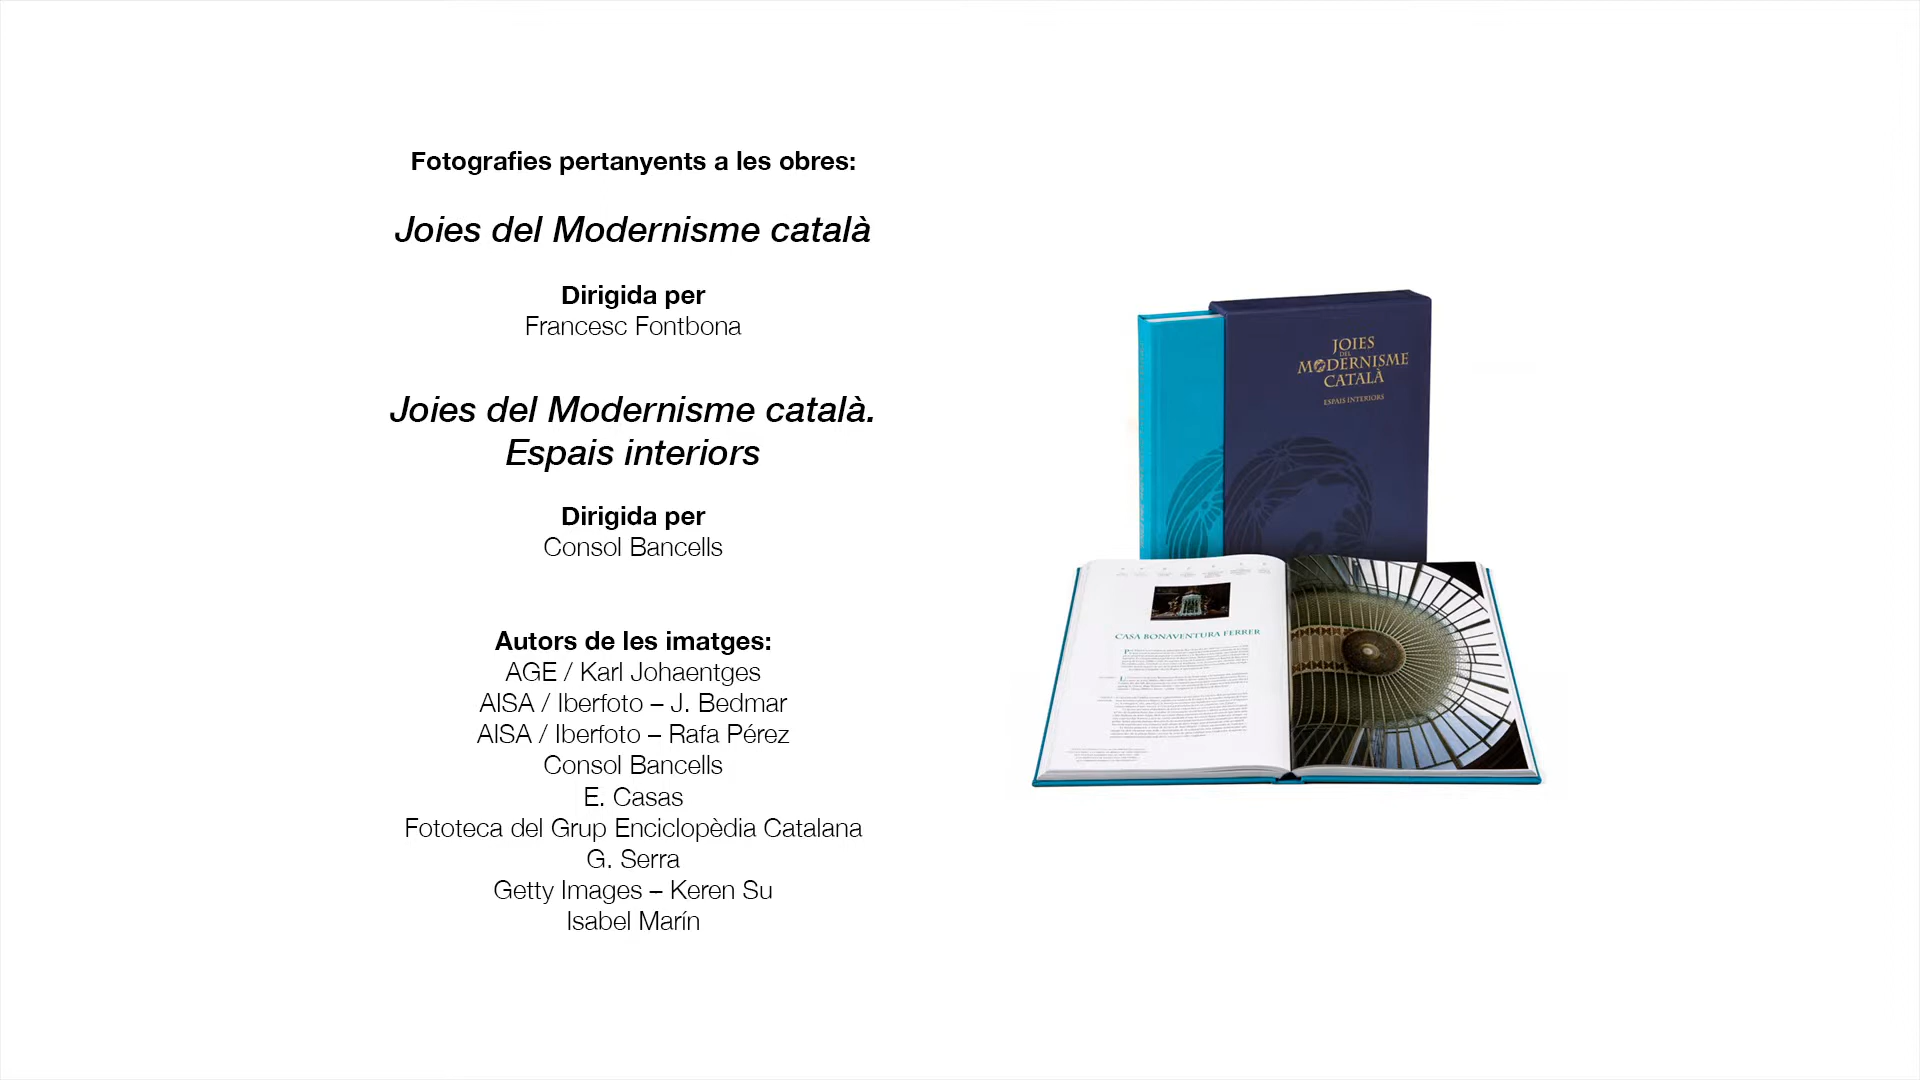 Fotografies pertanyents a les obres:
Joies del Modernisme català
Dirigida per
Francesc Fontbona
Joies del Modernisme català.
Espais interiors
Dirigida per
Consol Bancells
Autors de les imatges:
AGE / Karl Johaentges
AISA / Iberfoto – J. Bedmar
AISA / Iberfoto – Rafa Pérez
Consol Bancells
E. Casas
Fototeca del Grup Enciclopèdia Catalana
G. Serra
Getty Images – Keren Su
Isabel Marín
JOIES
DEL
MODERNISME
CATALÀ
ESPAIS INTERIORS
CASA BONAVENTURA FERRER